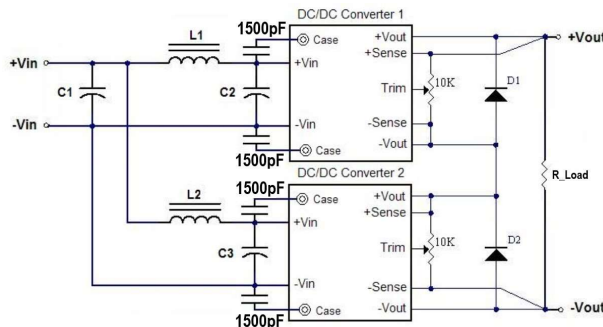 DC/DC Converter 1
1500pF
Case
+Vout
+Vout
L1
+Sense
+Vin
+Vin
10K
D1
C1
C2
Trim
-Sense
-Vin
-Vin
-Vout
Case
1500pF
R_Load
DC/DC Converter 2
1500pF
Case
+Vout
L2
+Sense
+Vin
10K
D2
C3
Trim
-Vin
-Sense
-Vout
-Vout
Case
1500pF